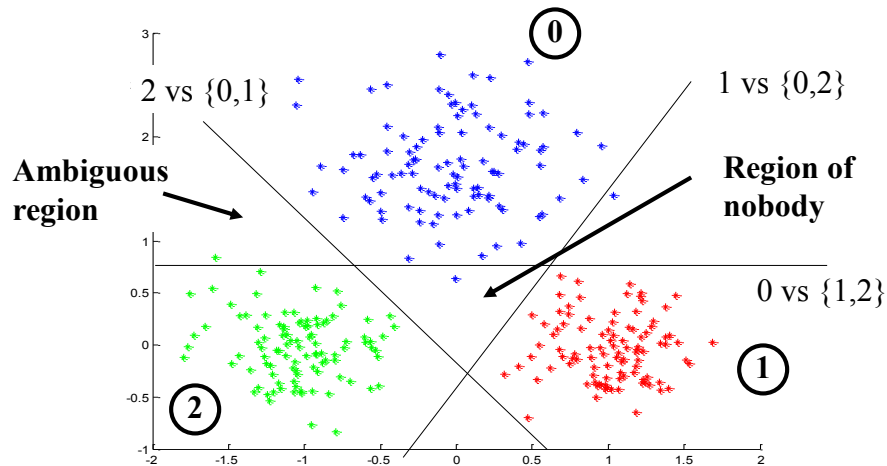 0
3
2 vs {0,1}
1 vs {0,2}
2
Ambiguous
region
Region of
nobody
1
0 vs {1,2}
0.5
0
1
-0.5
2
-1
-2
-1.5
-1
-0.5
0
0.5
1
1.5
2